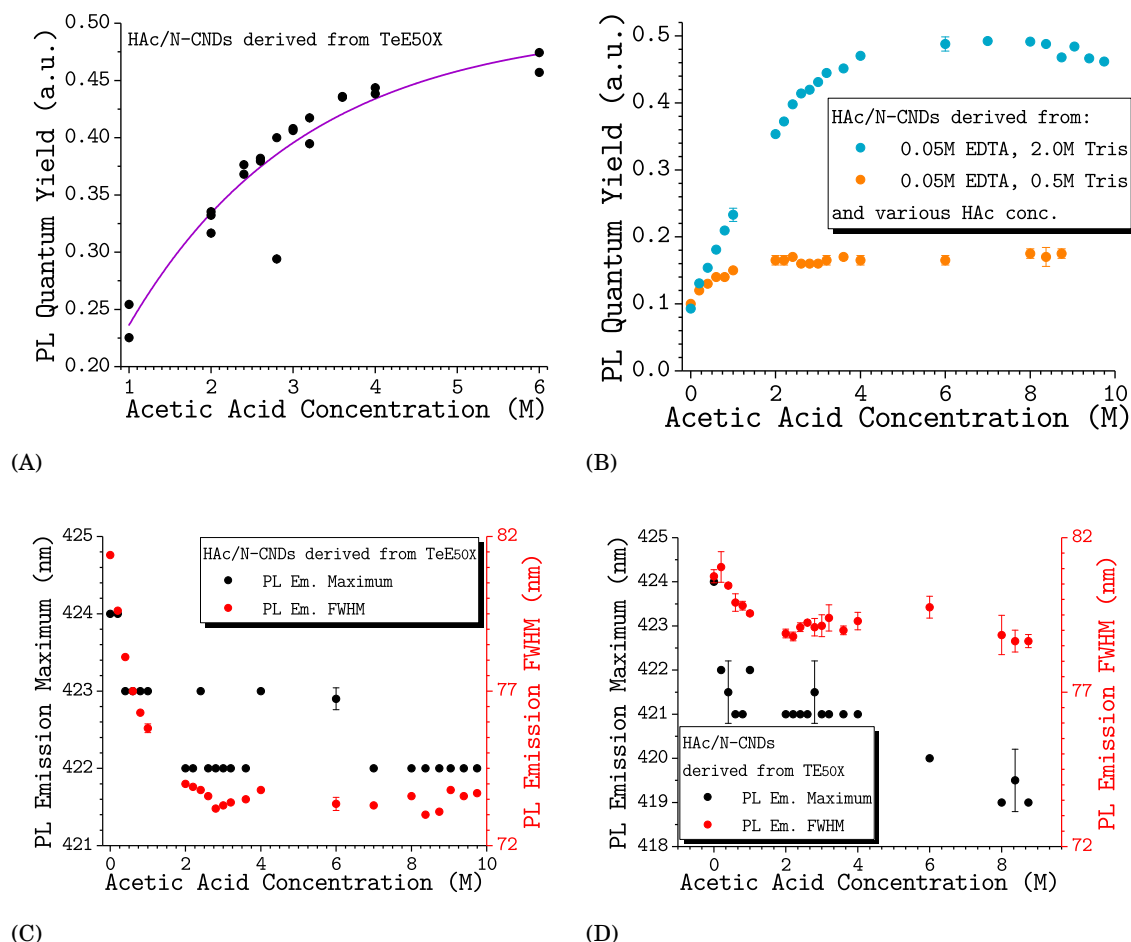 HAc/N-CNDs derived from TeE50X
PL Quantum Yield (a.u.)
0.50
0.45
0.40
0.35
0.30
0.25
0.20
1 2 3 4 5 6
Acetic Acid Concentration (M)
(A)
PL Quantum Yield (a.u.)
0.5
0.4
0.3
0.2
0.1
0.0
HAc/N-CNDs derived from:
0.05M EDTA, 2.0M Tris
0.05M EDTA, 0.5M Tris
and various HAc conc.
0 2 4 6 8 10
Acetic Acid Concentration (M)
(B)
PL Emission Maximum (nm)
425
424
423
422
421
HAc/N-CNDs derived from TeE50X
PL Em. Maximum
PL Em. FWHM
82
77
72
PL Emission FWHM (nm)
0 2 4 6 8 10
Acetic Acid Concentration (M)
(C)
PL Emission Maximum (nm)
425
424
423
422
421
420
419
418
HAc/N-CNDs
derived from TE50X
PL Em. Maximum
PL Em. FWHM
82
77
72
PL Emission FWHM (nm)
0 2 4 6 8
Acetic Acid Concentration (M)
(D)